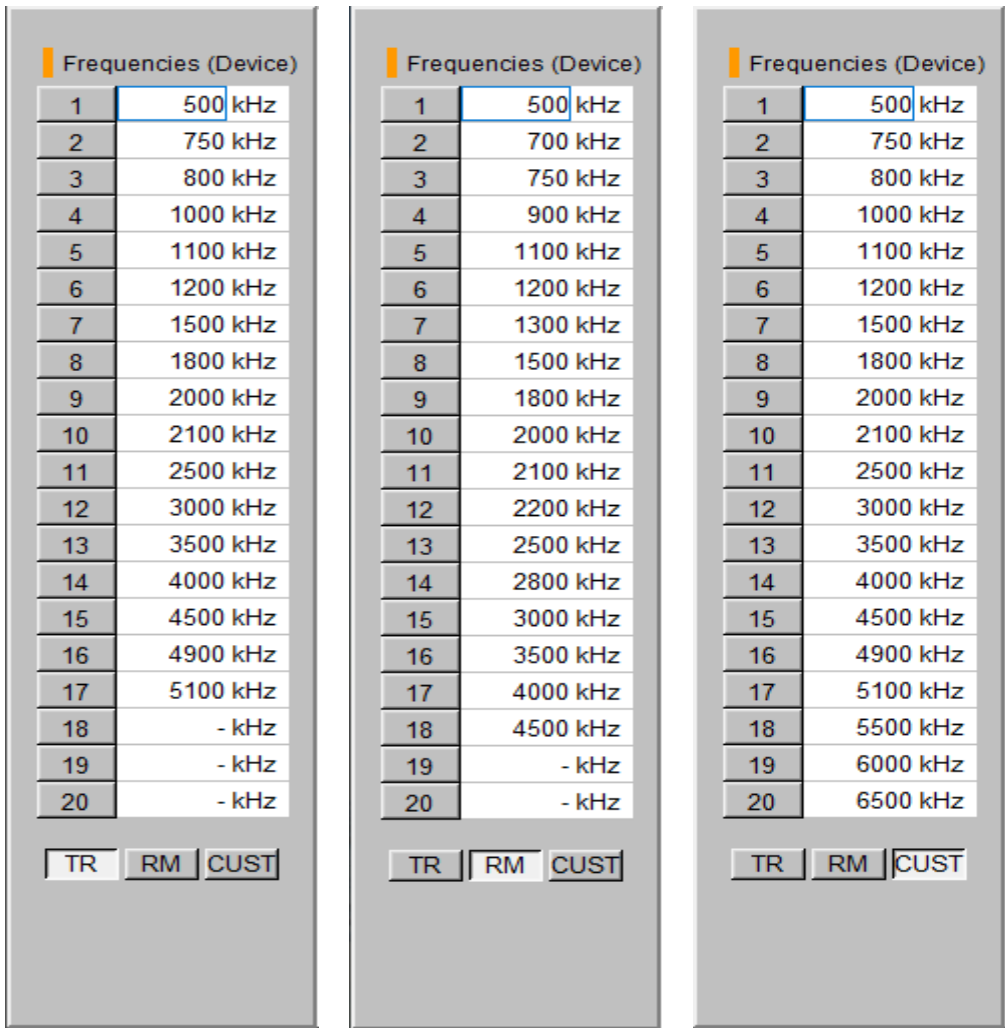 Frequencies (Device)
1 500 kHz
2 750 kHz
3 800 kHz
4 1000 kHz
5 1100 kHz
6 1200 kHz
7 1500 kHz
8 1800 kHz
9 2000 kHz
10 2100 kHz
11 2500 kHz
12 3000 kHz
13 3500 kHz
14 4000 kHz
15 4500 kHz
16 4900 kHz
17 5100 kHz
18 - kHz
19 - kHz
20 - kHz
TR RM CUST
Frequencies (Device)
1 500 kHz
2 700 kHz
3 750 kHz
4 900 kHz
5 1100 kHz
6 1200 kHz
7 1300 kHz
8 1500 kHz
9 1800 kHz
10 2000 kHz
11 2100 kHz
12 2200 kHz
13 2500 kHz
14 2800 kHz
15 3000 kHz
16 3500 kHz
17 4000 kHz
18 4500 kHz
19 - kHz
20 - kHz
TR RM CUST
Frequencies (Device)
1 500 kHz
2 750 kHz
3 800 kHz
4 1000 kHz
5 1100 kHz
6 1200 kHz
7 1500 kHz
8 1800 kHz
9 2000 kHz
10 2100 kHz
11 2500 kHz
12 3000 kHz
13 3500 kHz
14 4000 kHz
15 4500 kHz
16 4900 kHz
17 5100 kHz
18 5500 kHz
19 6000 kHz
20 6500 kHz
TR RM CUST